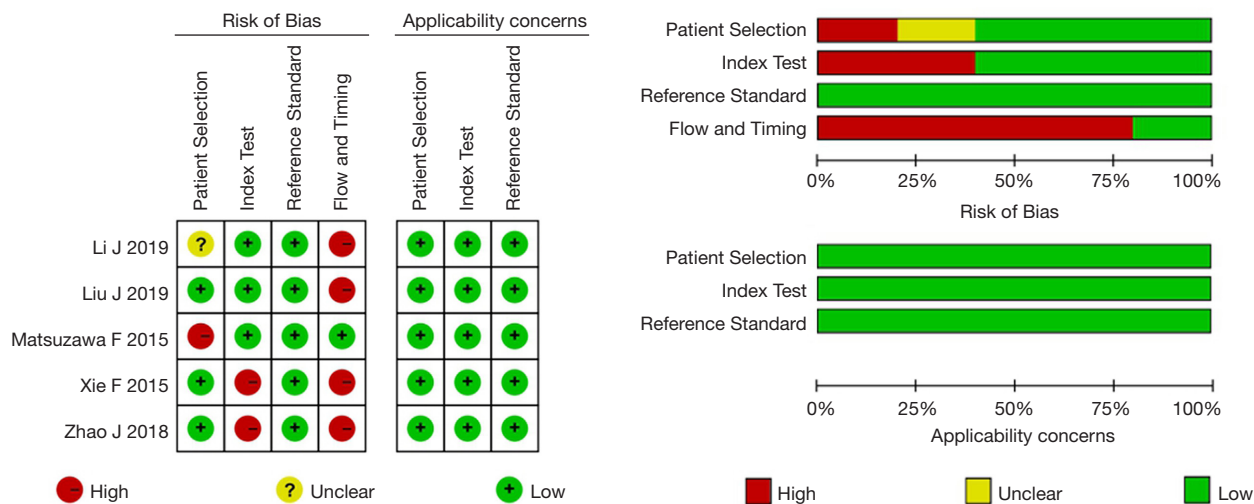 Risk of Bias
Applicability concerns
Patient Selection
Index Test
Reference Standard
Flow and Timing
Patient Selection
Index Test
Reference Standard
Li J 2019
? + + - + + +
Liu J 2019
+ + + - + + +
Matsuzawa F 2015
- + + + + + +
Xie F 2015
+ - + - + + +
Zhao J 2018
+ - + - + + +
- High
? Unclear
+ Low
Patient Selection
Index Test
Reference Standard
Flow and Timing
0% 25% 50% 75% 100%
Risk of Bias
Patient Selection
Index Test
Reference Standard
0% 25% 50% 75% 100%
Applicability concerns
High
Unclear
Low